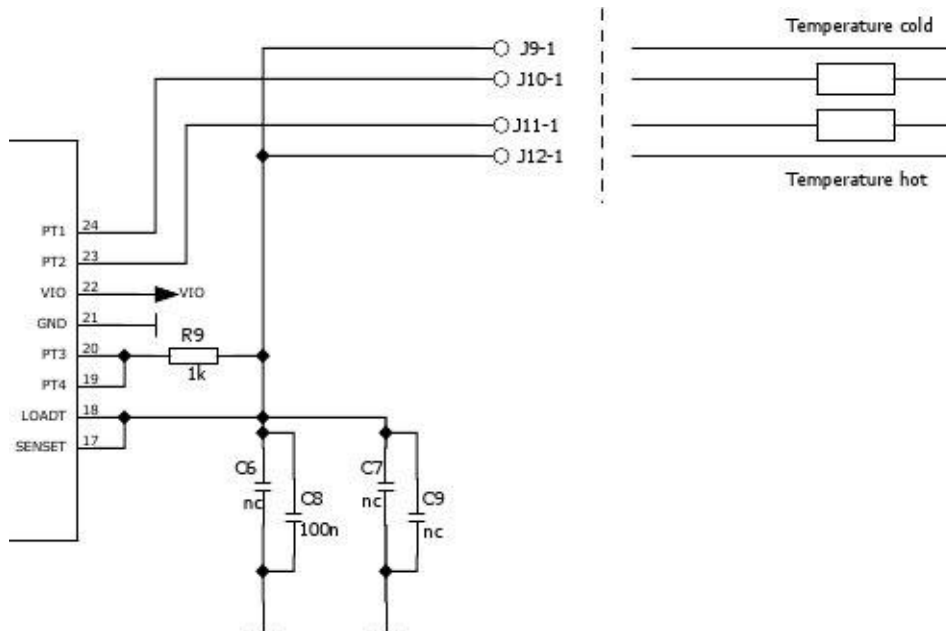 Temperature cold
J9-1
J10-1
J11-1
J12-1
Temperature hot
PT1 24
PT2 23
VIO 22 VIO
GND 21
R9
PT3 20
1k
PT4 19
LOADT 18
SENSET 17
C6 C7
nc C8 nc C9
100n nc